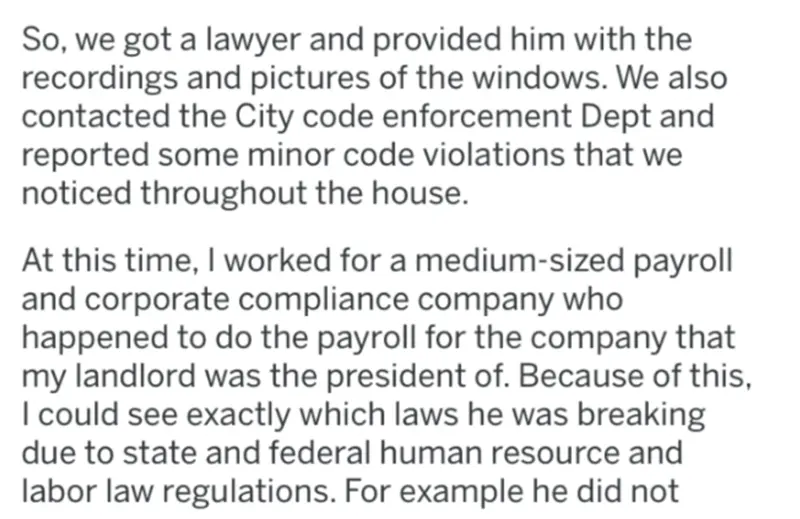 So, we got a lawyer and provided him with the
recordings and pictures of the windows. We also
contacted the City code enforcement Dept and
reported some minor code violations that we
noticed throughout the house.
At this time, I worked for a medium-sized payroll
and corporate compliance company who
happened to do the payroll for the company that
my landlord was the president of. Because of this,
I could see exactly which laws he was breaking
due to state and federal human resource and
labor law regulations. For example he did not